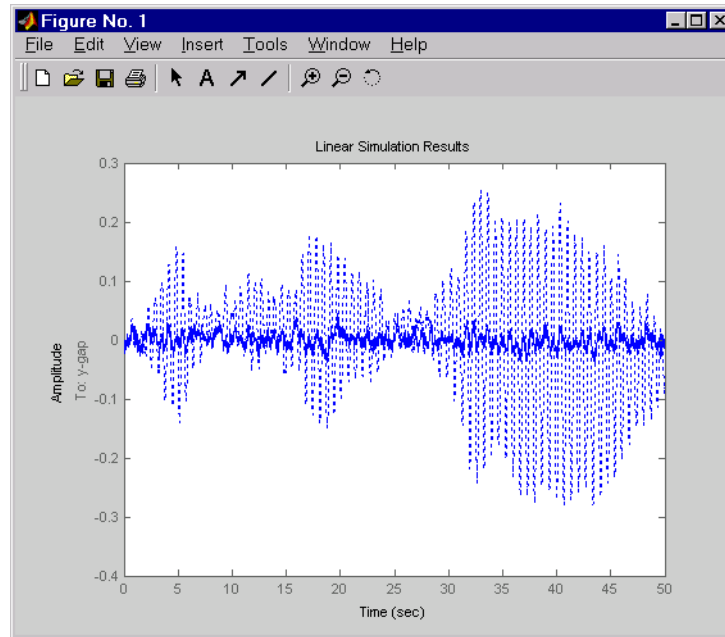 Figure No. 1
File Edit View Insert Tools Window Help
A
Linear Simulation Results
0.3
0.2
0.1
0
-0.1
-0.2
-0.3
-0.4
Amplitude
To: y-gap
0 5 10 15 20 25 30 35 40 45 50
Time (sec)